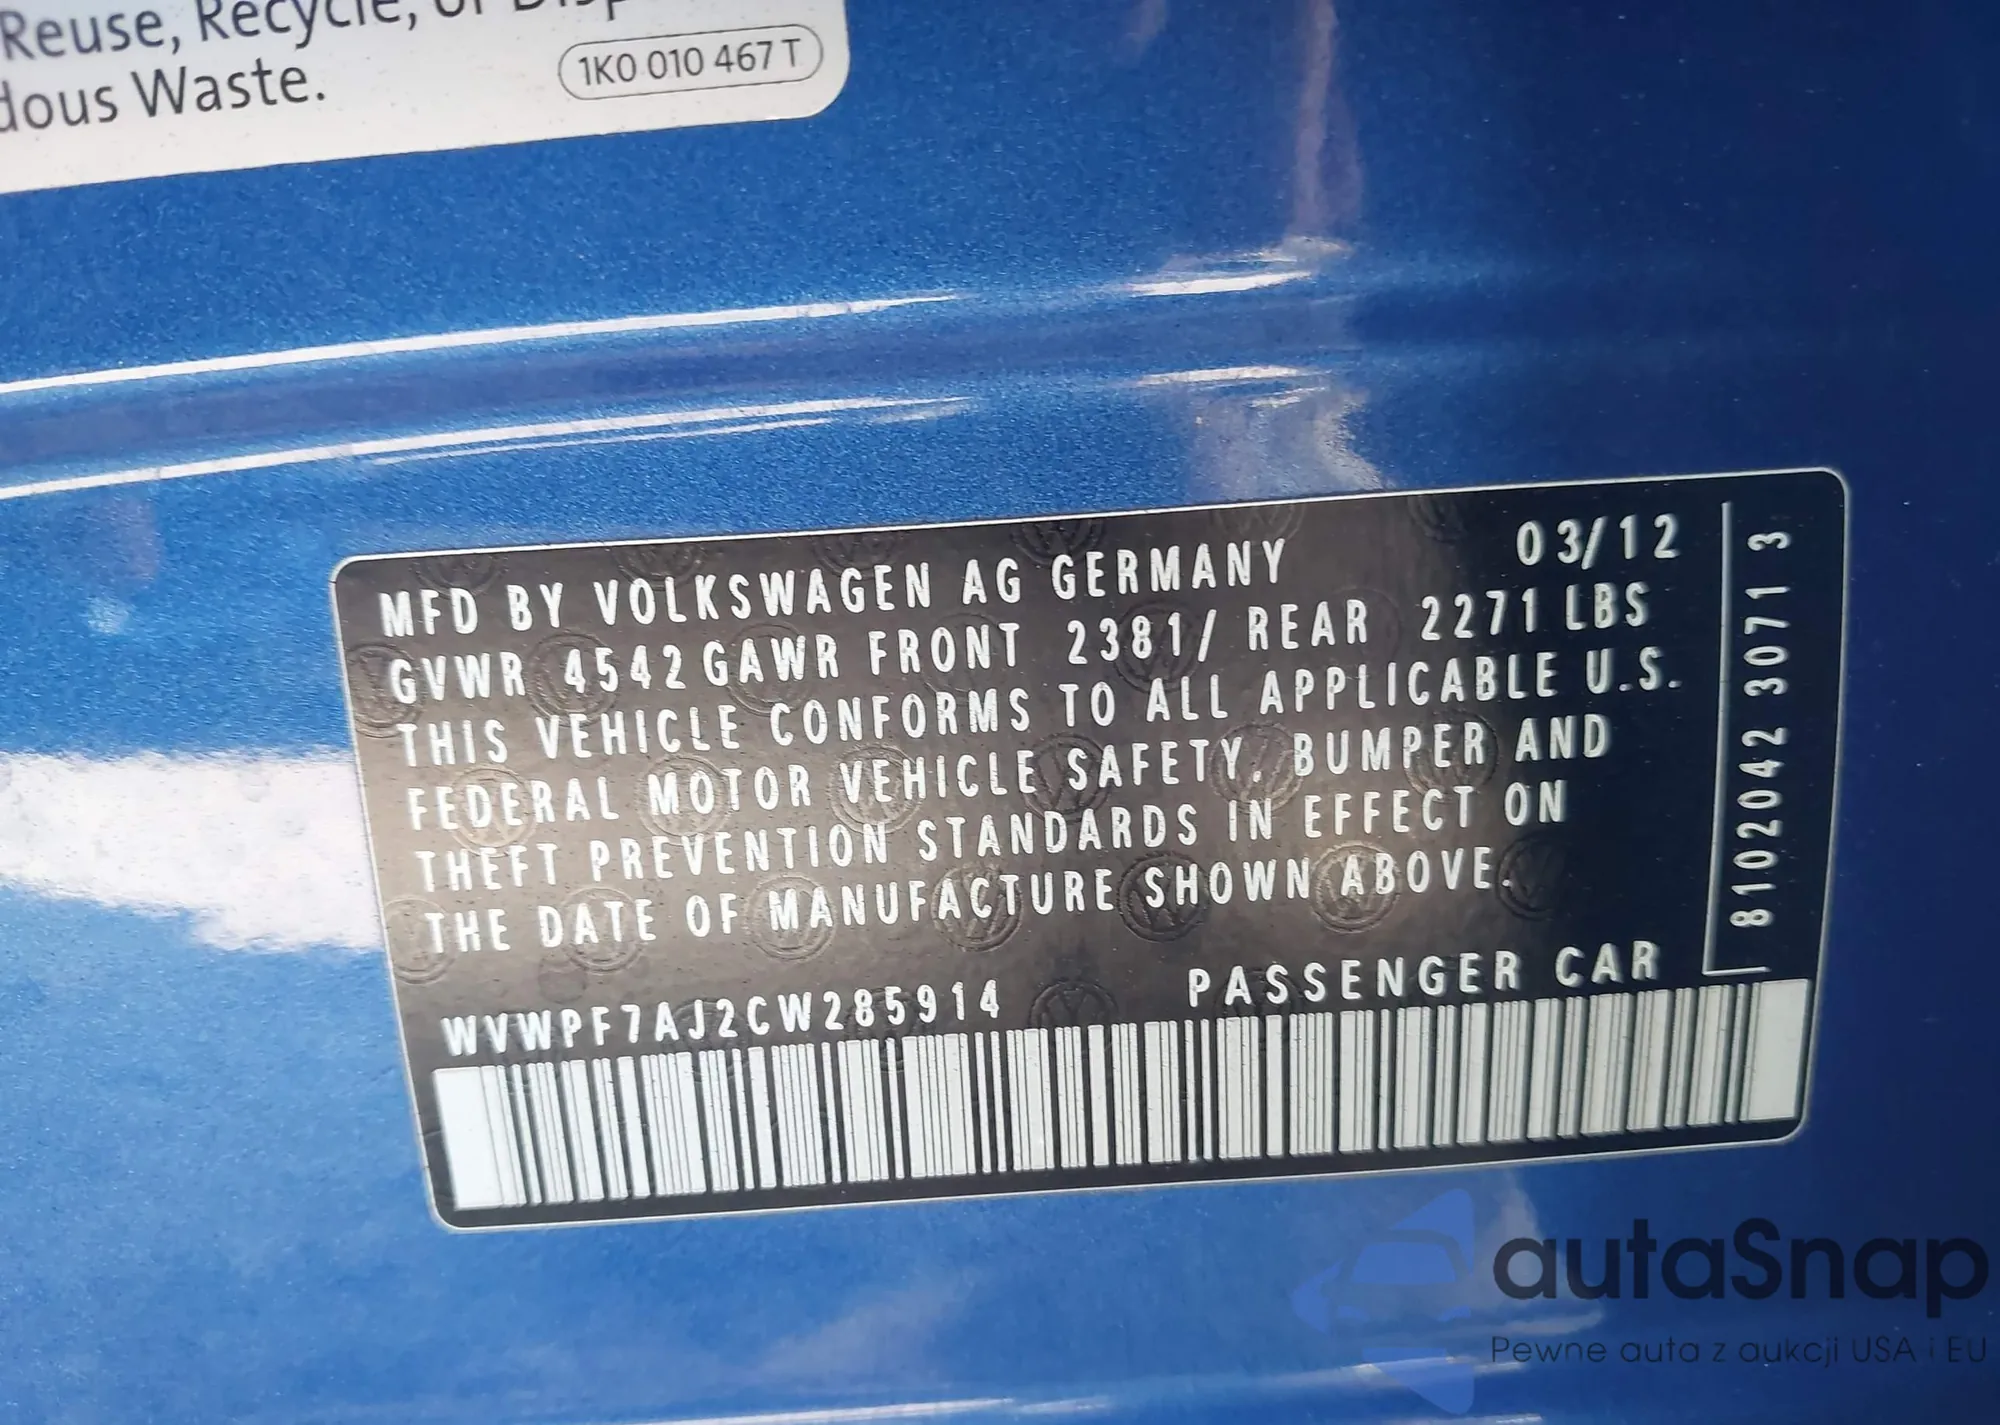 Reuse, Recycle, or
dous Waste.
1K0 010 467 T
MFD BY VOLKSWAGEN AG GERMANY 03/12
GVWR 4542 GAWR FRONT 2381/ REAR 2271 LBS
THIS VEHICLE CONFORMS TO ALL APPLICABLE U.S.
FEDERAL MOTOR VEHICLE SAFETY, BUMPER AND
THEFT PREVENTION STANDARDS IN EFFECT ON
THE DATE OF MANUFACTURE SHOWN ABOVE.
WVWPF7AJ2CW285914 PASSENGER CAR
8102042 3071 3
autaSnap
Pewne auta z aukcji USA i EU